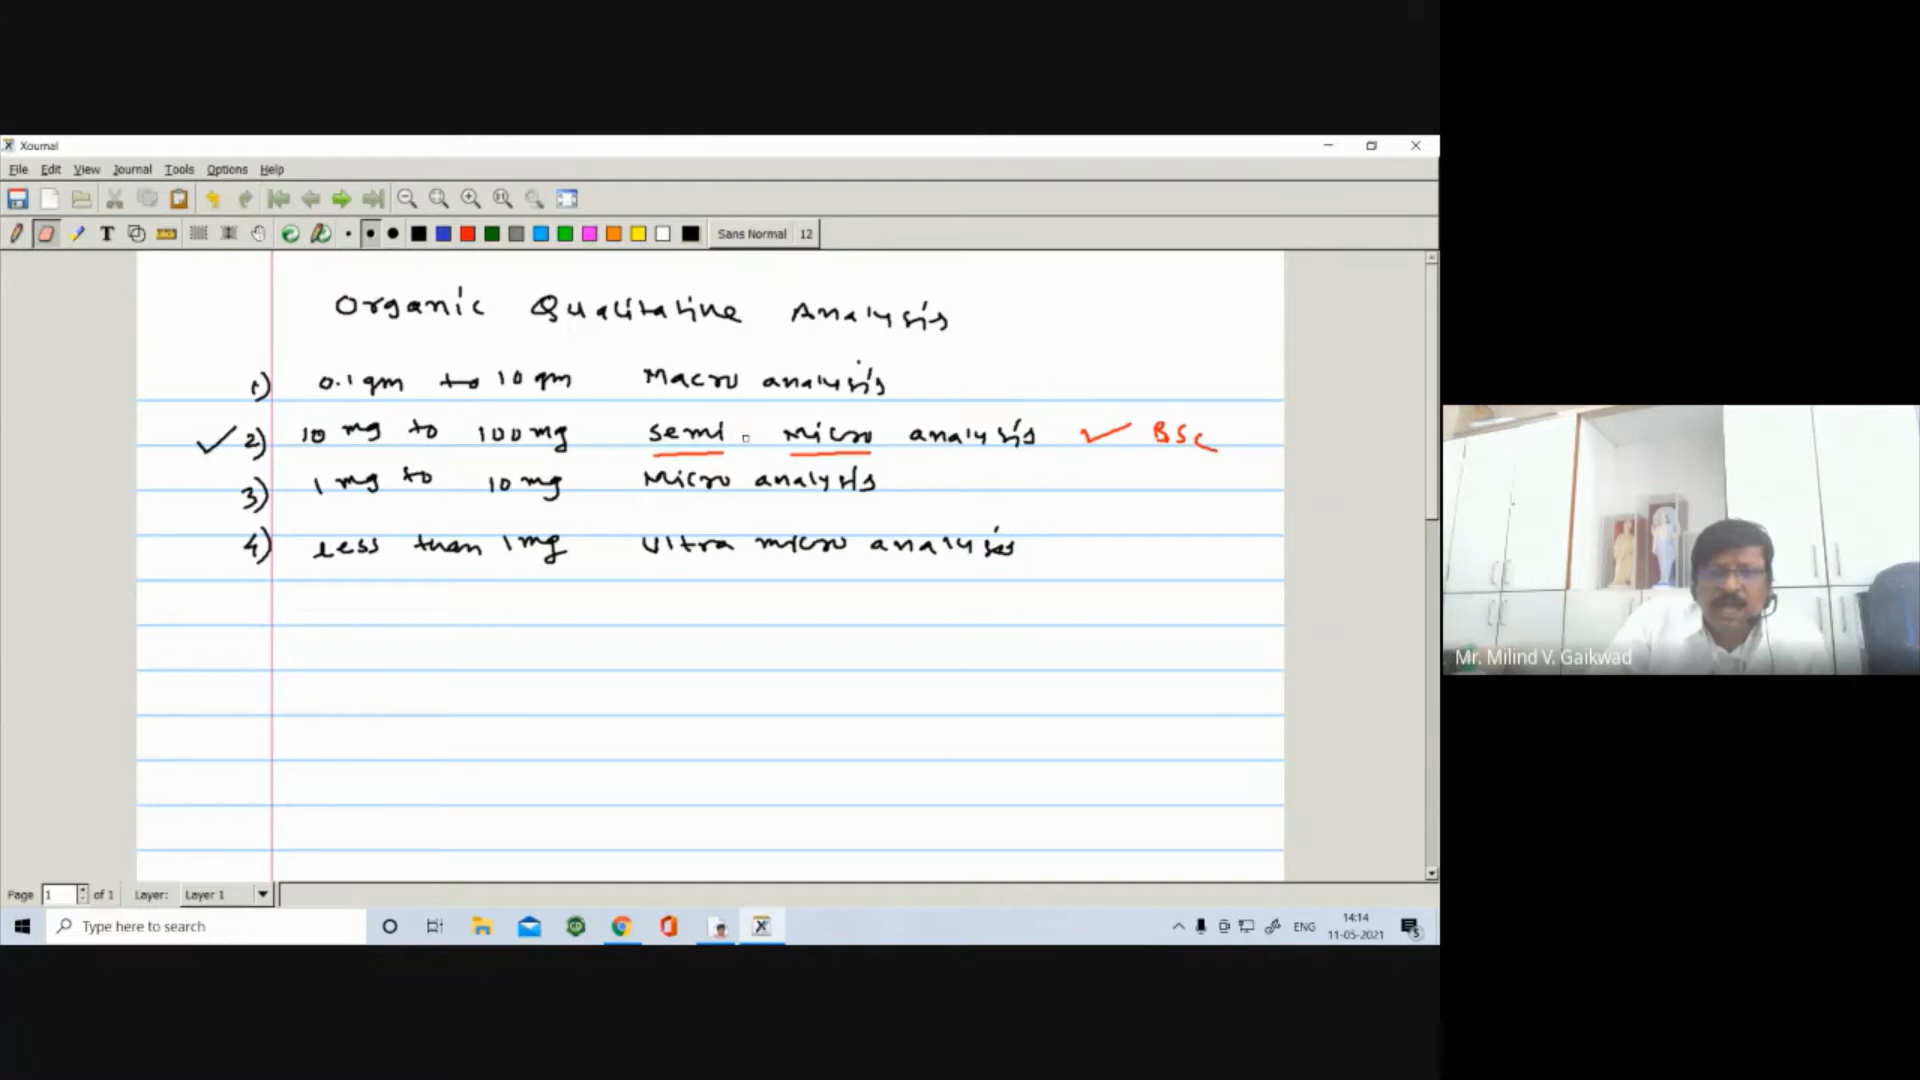 Xournal
File Edit View Journal Tools Options Help
Sans Normal 12
Organic Qualitative Analysis
1) 0.1 gm to 10 gm Macro analysis
✓ 2) 10 mg to 100 mg semi - micro analysis ✓ BSc
3) 1 mg to 10 mg Micro analysis
4) less than 1 mg Ultra micro analysis
Mr. Milind V. Gaikwad
Page 1 of 1 Layer: Layer 1
Type here to search
ENG 14:14
11-05-2021
5